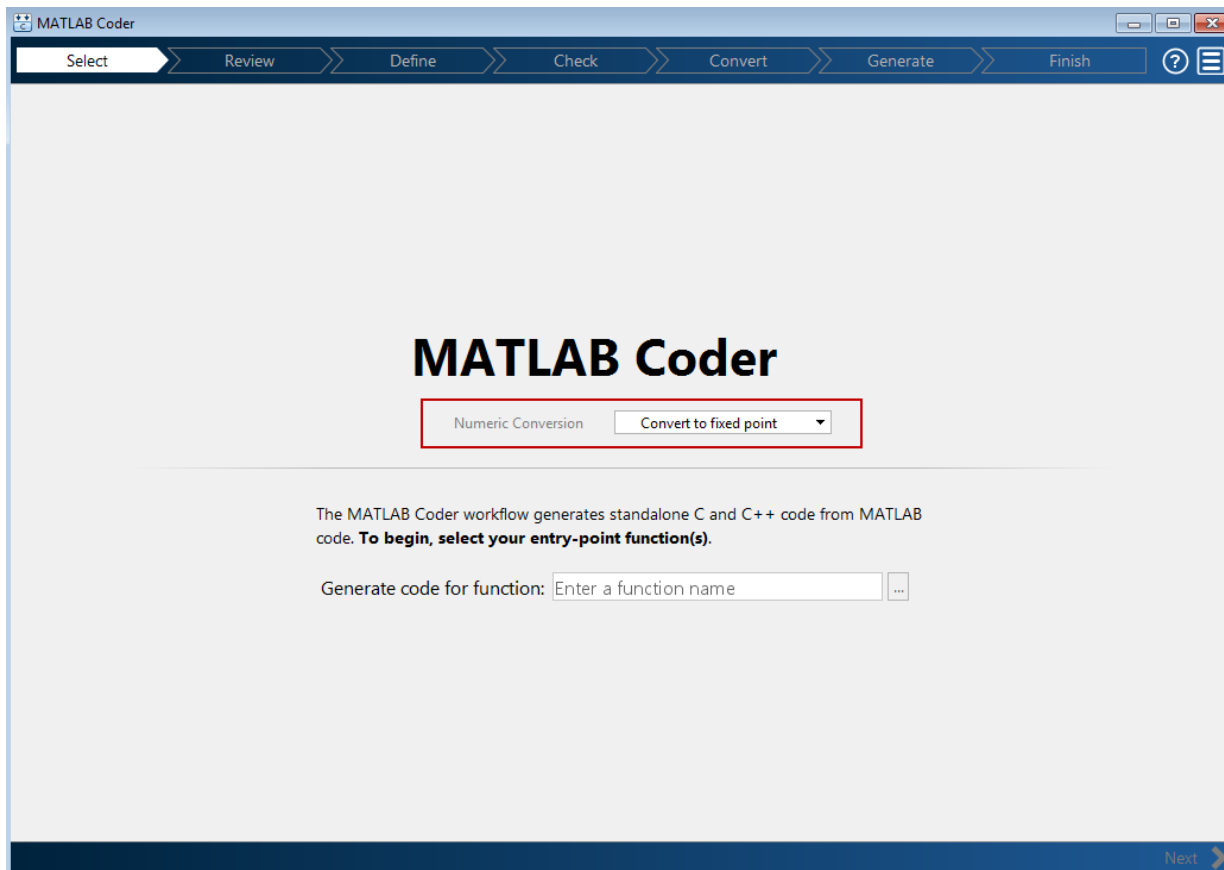 MATLAB Coder
Select Review Define Check Convert Generate Finish ?
MATLAB Coder
Numeric Conversion Convert to fixed point
The MATLAB Coder workflow generates standalone C and C++ code from MATLAB
code. To begin, select your entry-point function(s).
Generate code for function: Enter a function name ...
Next